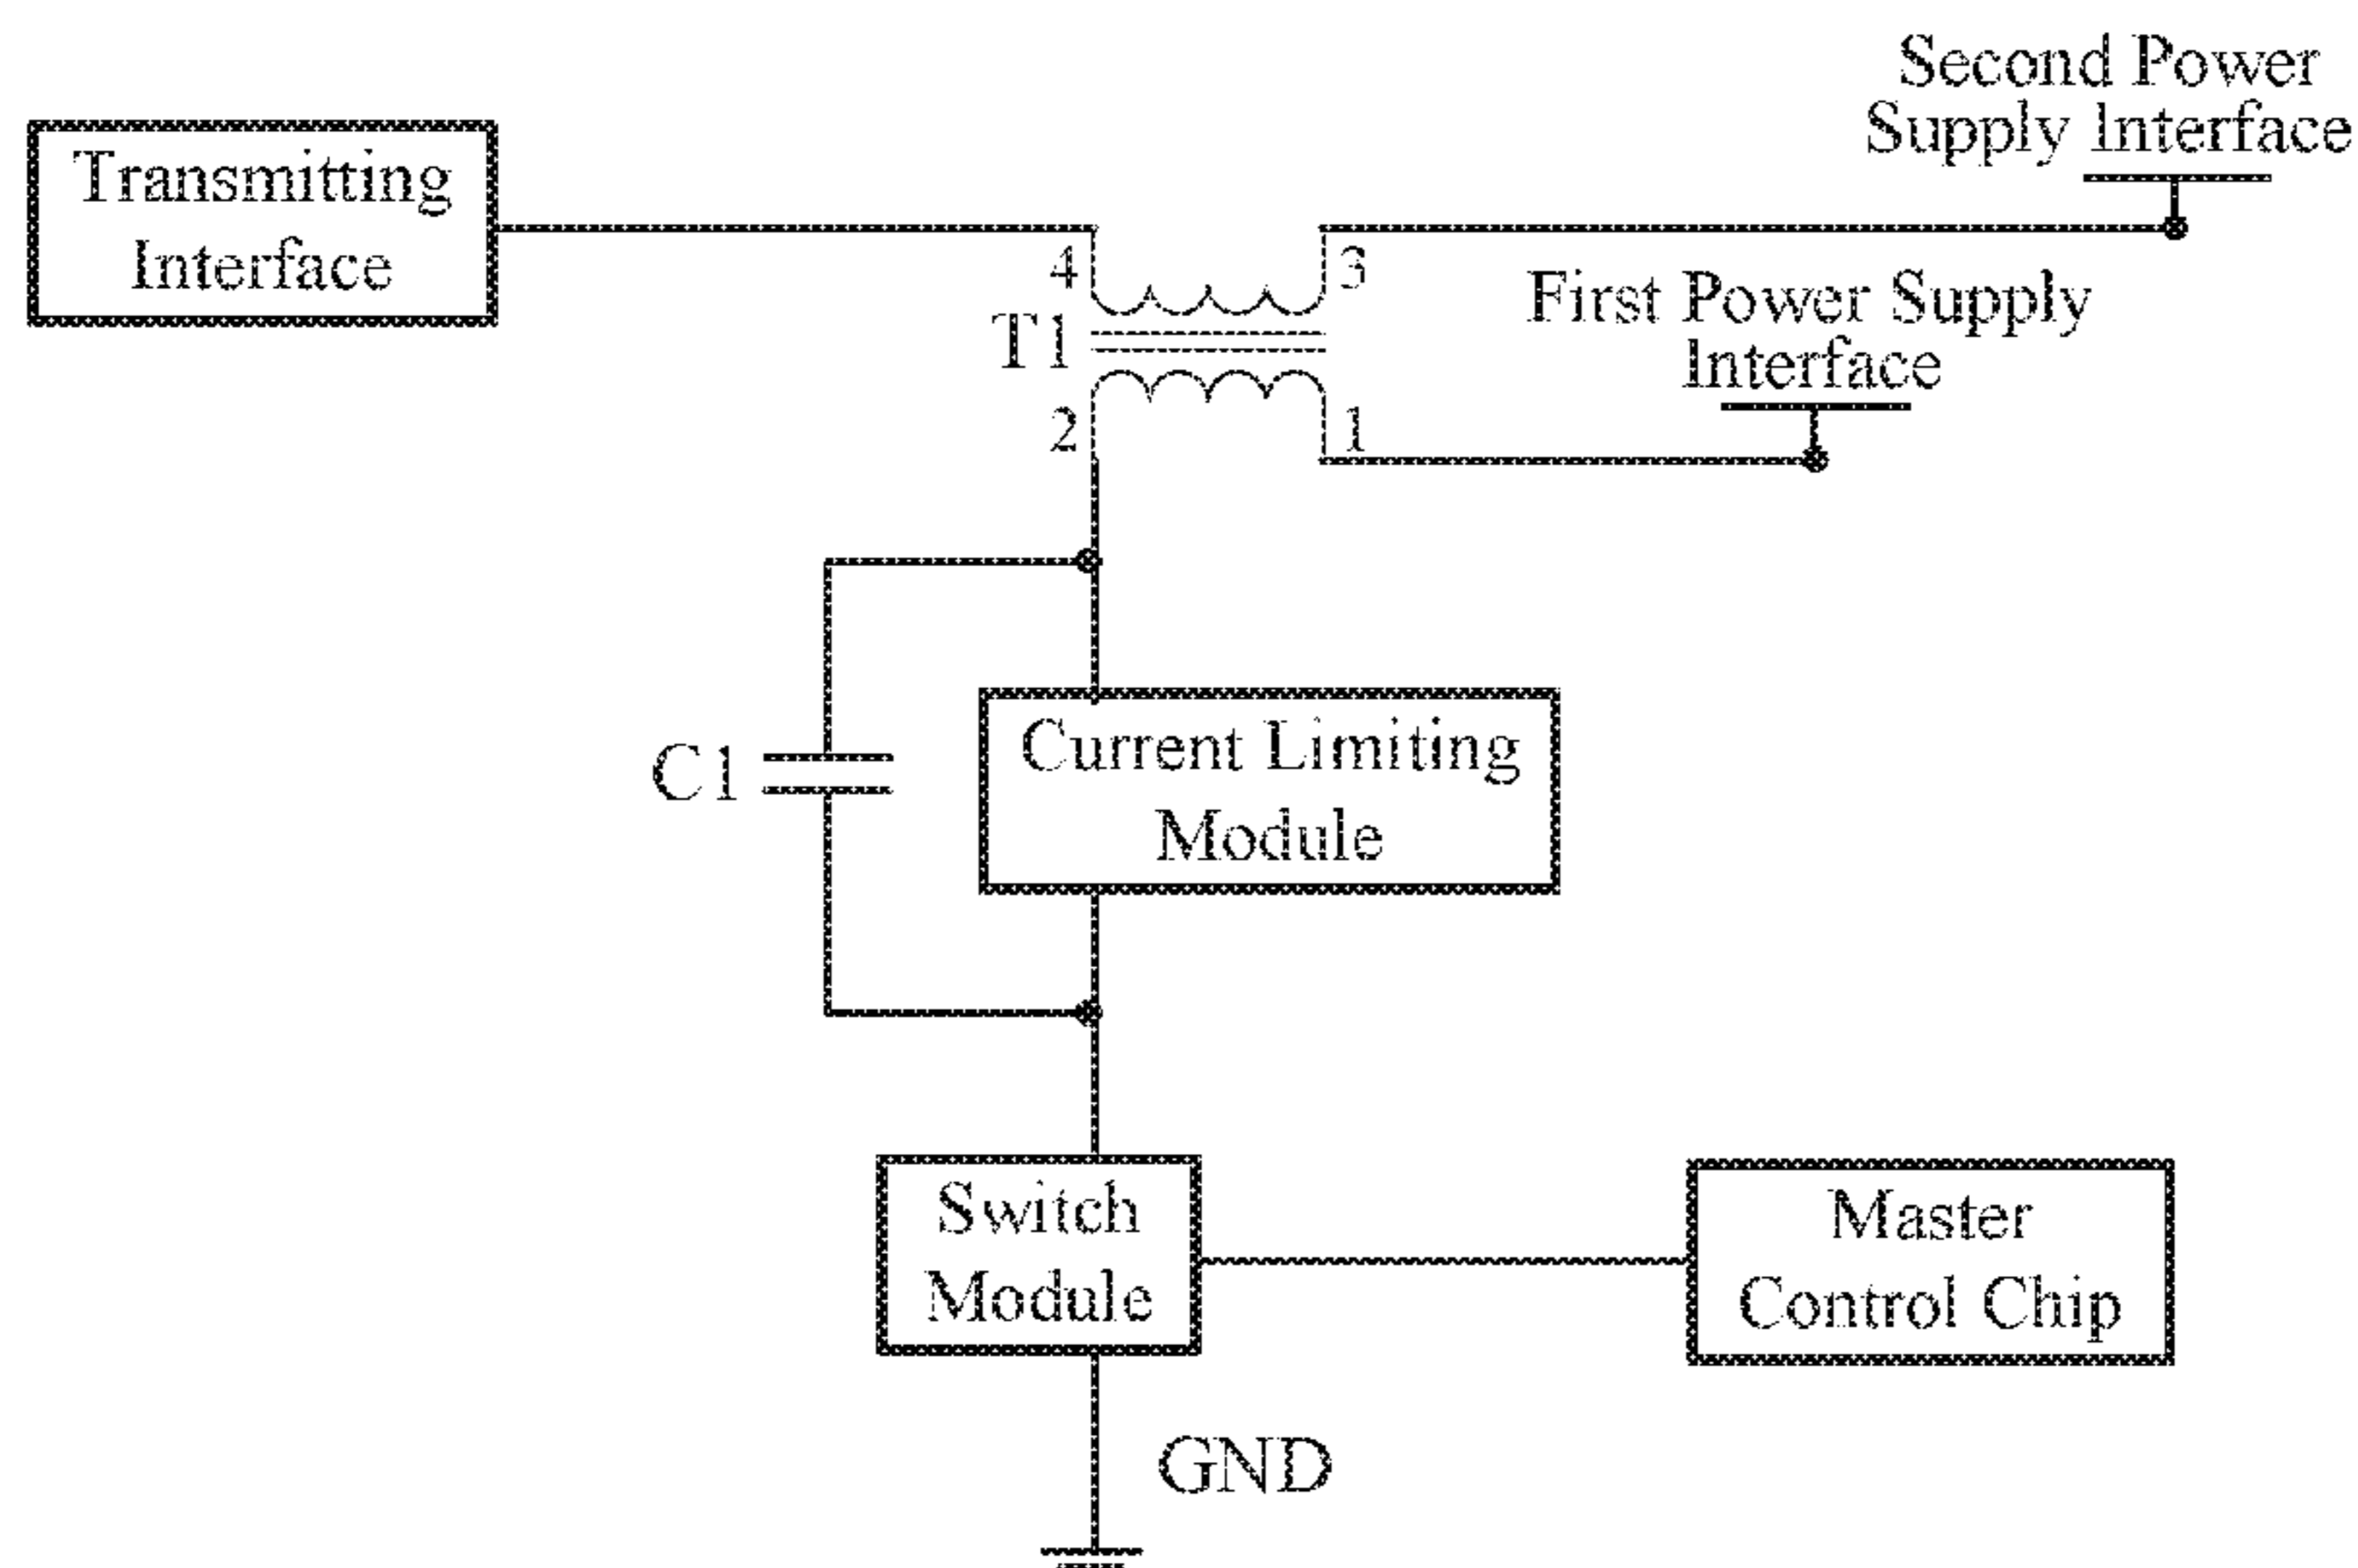 Second Power
Supply Interface
Transmitting
Interface
4
3
First Power Supply
Interface
T1
2
1
C1
Current Limiting
Module
Switch
Module
Master
Control Chip
GND